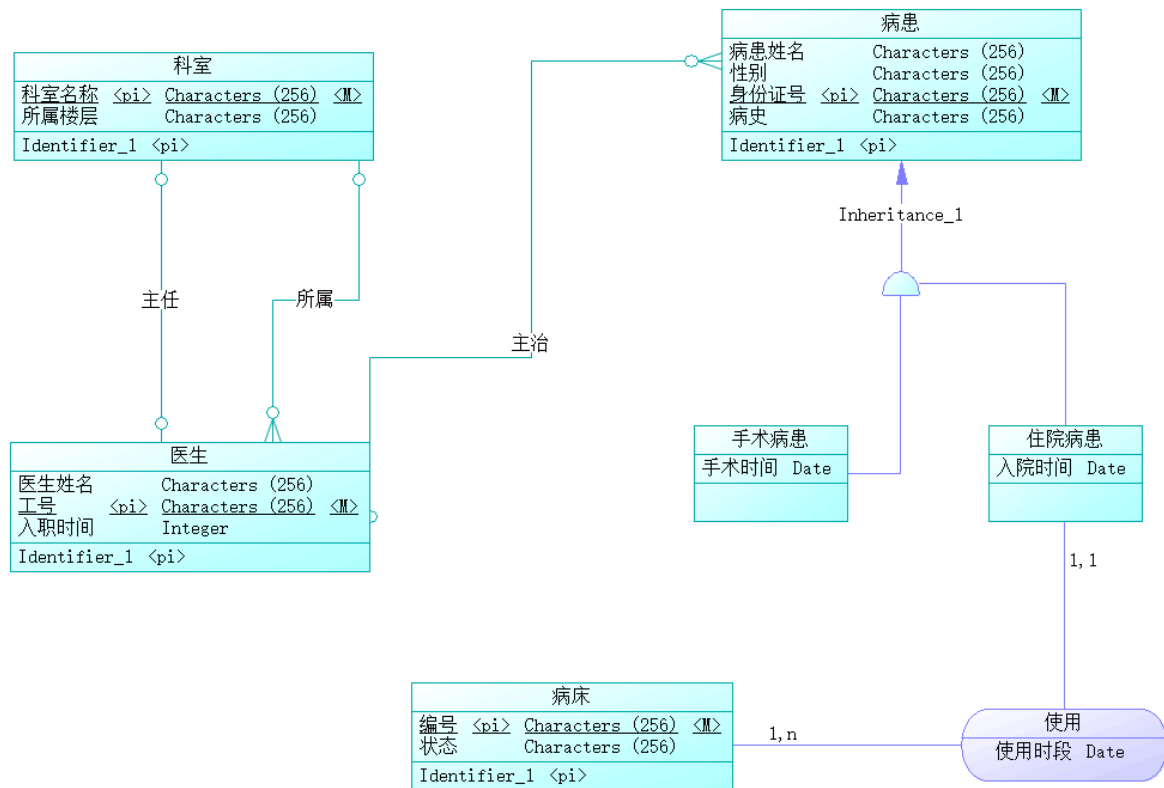 科室
科室名称 <pi> Characters (256) <M>
所属楼层 Characters (256)
Identifier_1 <pi>
病患
病患姓名 Characters (256)
性别 Characters (256)
身份证号 <pi> Characters (256) <M>
病史 Characters (256)
Identifier_1 <pi>
Inheritance_1
主任
所属
主治
医生
医生姓名 Characters (256)
工号 <pi> Characters (256) <M>
入职时间 Integer
Identifier_1 <pi>
手术病患
手术时间 Date
住院病患
入院时间 Date
1,1
病床
编号 <pi> Characters (256) <M>
状态 Characters (256)
Identifier_1 <pi>
1,n
使用
使用时段 Date